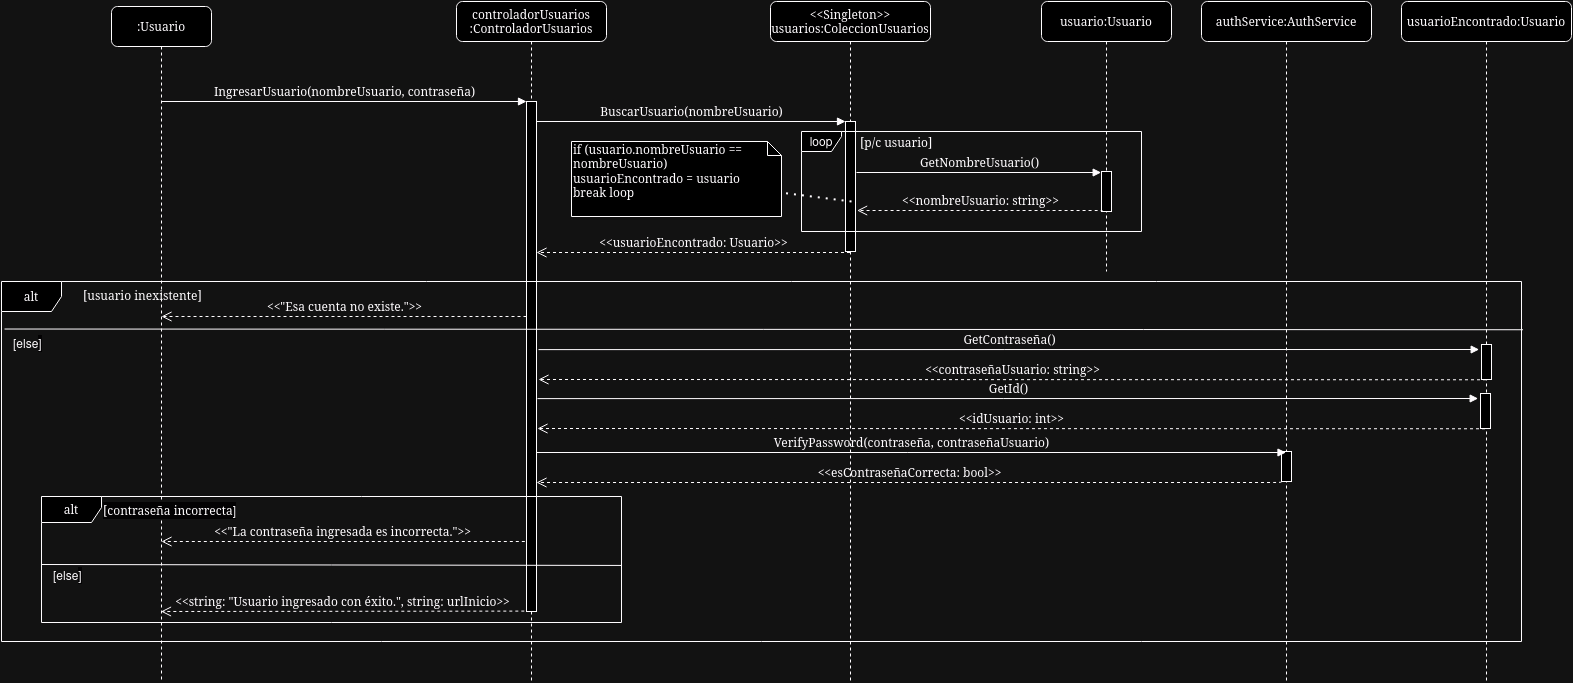 :Usuario
controladorUsuarios
:ControladorUsuarios
<<Singleton>>
usuarios:ColeccionUsuarios
usuario:Usuario
authService:AuthService
usuarioEncontrado:Usuario
IngresarUsuario(nombreUsuario, contraseña)
BuscarUsuario(nombreUsuario)
loop
[p/c usuario]
if (usuario.nombreUsuario ==
nombreUsuario)
usuarioEncontrado = usuario
break loop
GetNombreUsuario()
<<nombreUsuario: string>>
<<usuarioEncontrado: Usuario>>
alt
[usuario inexistente]
<<"Esa cuenta no existe.">>
[else]
GetContraseña()
<<contraseñaUsuario: string>>
GetId()
<<idUsuario: int>>
VerifyPassword(contraseña, contraseñaUsuario)
<<esContraseñaCorrecta: bool>>
alt
[contraseña incorrecta]
<<"La contraseña ingresada es incorrecta.">>
[else]
<<string: "Usuario ingresado con éxito.", string: urlInicio>>